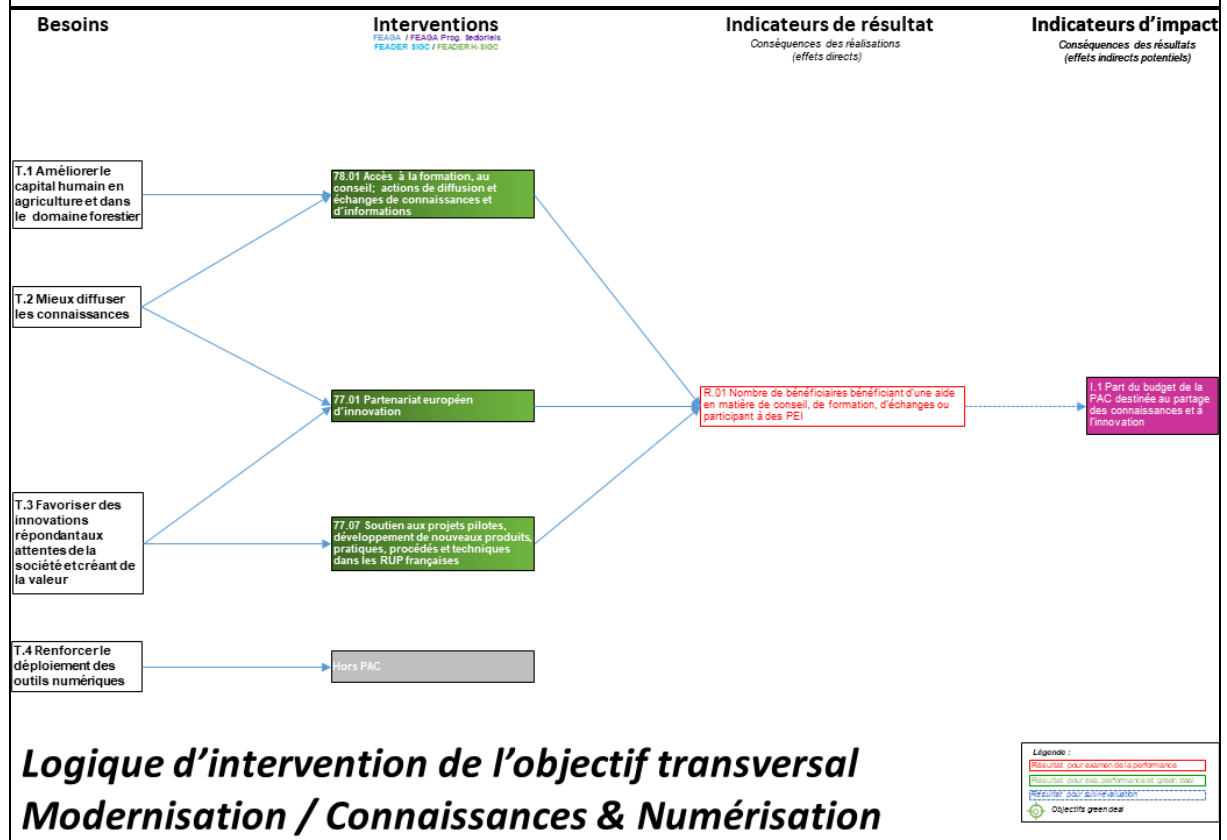 Besoins
Interventions
FEAGA / FEAGA Prog. Sectoriels
FEADER SIGC / FEADER H-SIGC
Indicateurs de résultat
Conséquences des réalisations
(effets directs)
Indicateurs d'impact
Conséquences des résultats
(effets indirects potentiels)
T.1 Améliorer le
capital humain en
agriculture et dans
le domaine forestier
78.01 Accès à la formation, au
conseil; actions de diffusion et
échanges de connaissances et
d'informations
T.2 Mieux diffuser
les connaissances
77.01 Partenariat européen
d'innovation
R.01 Nombre de bénéficiaires bénéficiant d'une aide
en matière de conseil, de formation, d'échanges ou
participant à des PEI
I.1 Part du budget de la
PAC destinée au partage
des connaissances et à
l'innovation
T.3 Favoriser des
innovations
répondant aux
attentes de la
société et créant de
la valeur
77.07 Soutien aux projets pilotes,
développement de nouveaux produits,
pratiques, procédés et techniques
dans les RUP françaises
T.4 Renforcer le
déploiement des
outils numériques
Hors PAC
Logique d'intervention de l'objectif transversal
Modernisation / Connaissances & Numérisation
Légende :
Résultat pour examen de la performance
Résultat pour exa. performance et green deal
Résultat pour suivi-évaluation
Objectifs green deal